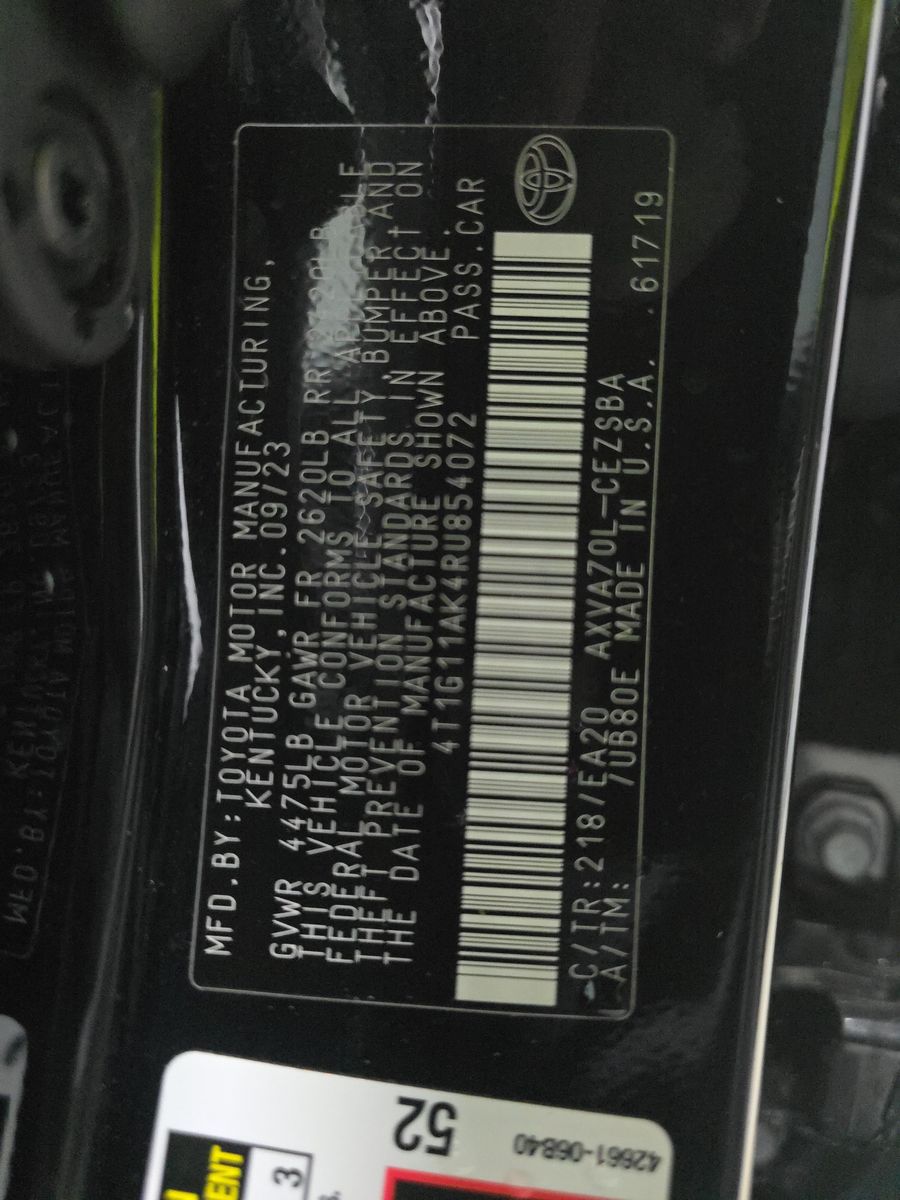 MFD.BY:TOYOTA MOTOR MANUFACTURING,
KENTUCKY,INC.09/23
GVWR 4475LB GAWR FR 2620LB RR
THIS VEHICLE CONFORMS TO ALL
FEDERAL MOTOR VEHICLE SAFETY,BUMPER AND
THEFT PREVENTION STANDARDS IN EFFECT ON
THE DATE OF MANUFACTURE SHOWN ABOVE.
4T1G11AK4RU854072 PASS.CAR
C/TR:218/EA20 AXVA70L-CEZSBA
A/TM: /UB80E MADE IN U.S.A. .61719
52
42661-06B40
3